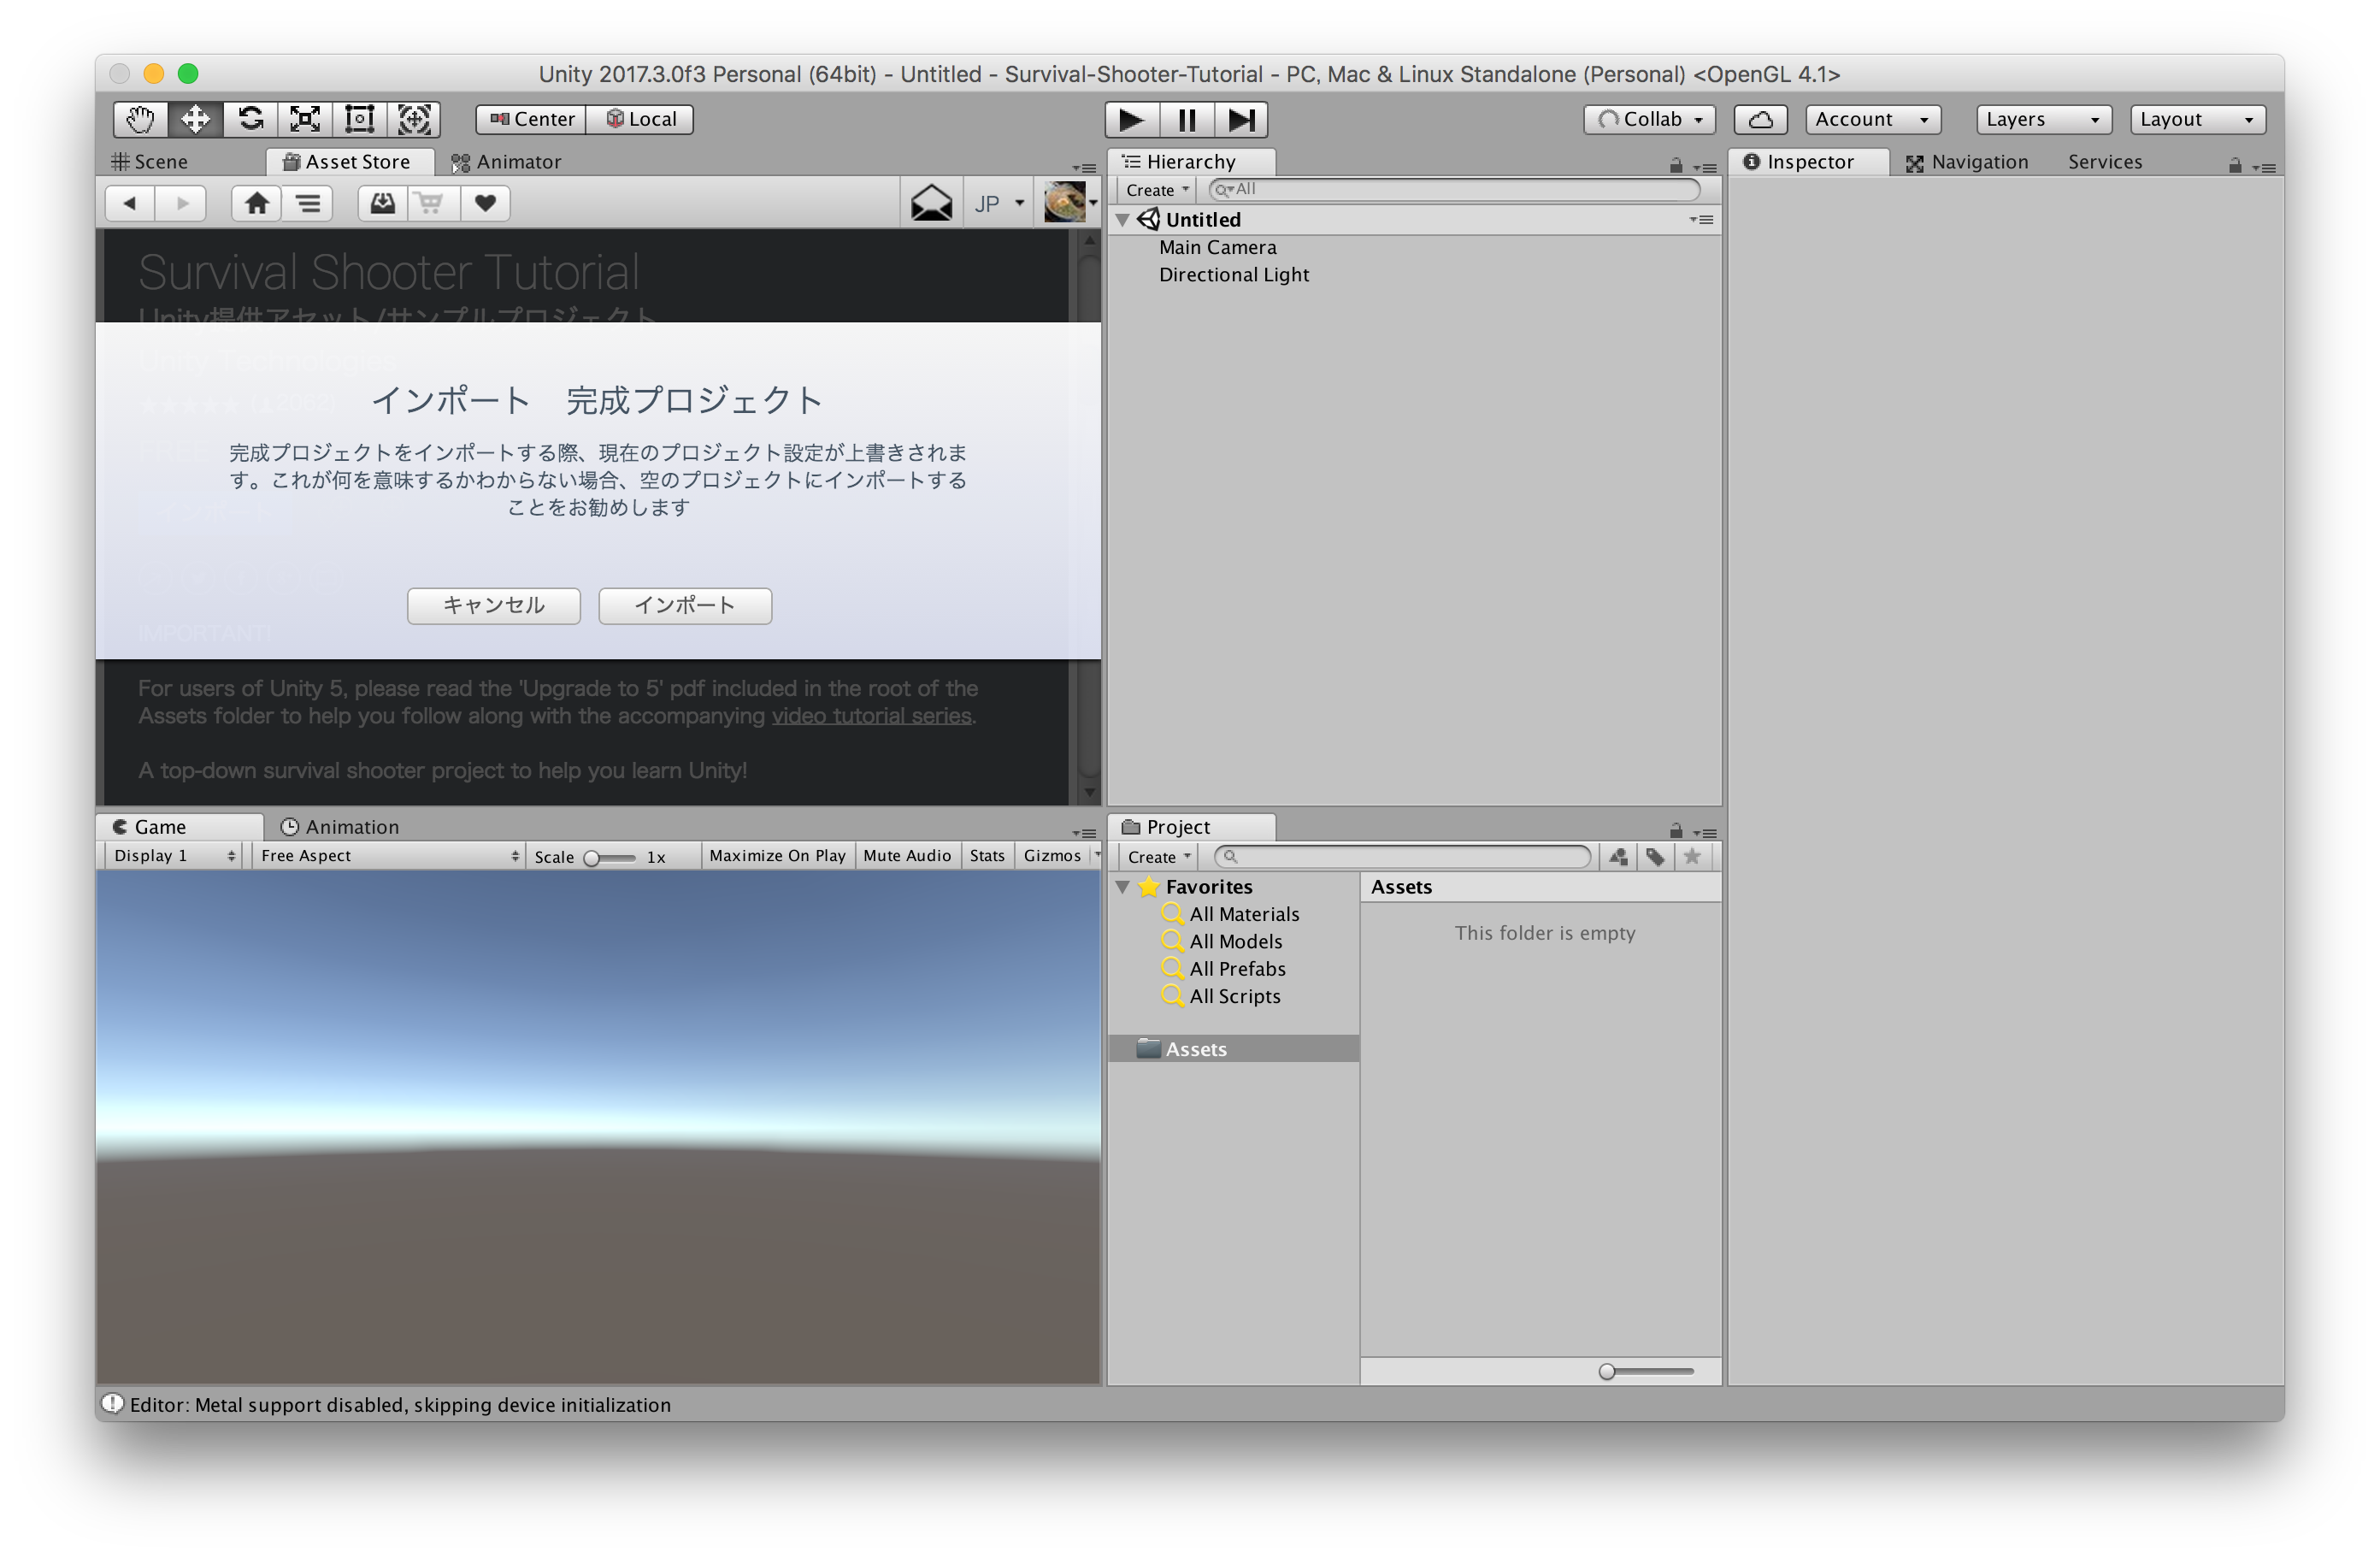 Unity 2017.3.0f3 Personal (64bit) - Untitled - Survival-Shooter-Tutorial - PC, Mac & Linux Standalone (Personal) <OpenGL 4.1>
Center Local Collab Account Layers Layout
Scene Asset Store Animator
JP
Survival Shooter Tutorial
Unity提供アセット/サンプルプロジェクト
Unity Technologies
インポート 完成プロジェクト
完成プロジェクトをインポートする際、現在のプロジェクト設定が上書きされま
す。これが何を意味するかわからない場合、空のプロジェクトにインポートする
ことをお勧めします
キャンセル インポート
IMPORTANT!
For users of Unity 5, please read the 'Upgrade to 5' pdf included in the root of the
Assets folder to help you follow along with the accompanying video tutorial series.
A top-down survival shooter project to help you learn Unity!
Hierarchy
Create All
Untitled
Main Camera
Directional Light
Inspector Navigation Services
Game Animation
Display 1 Free Aspect Scale 1x Maximize On Play Mute Audio Stats Gizmos
Project
Create
Favorites
All Materials
All Models
All Prefabs
All Scripts
Assets
Assets
This folder is empty
Editor: Metal support disabled, skipping device initialization